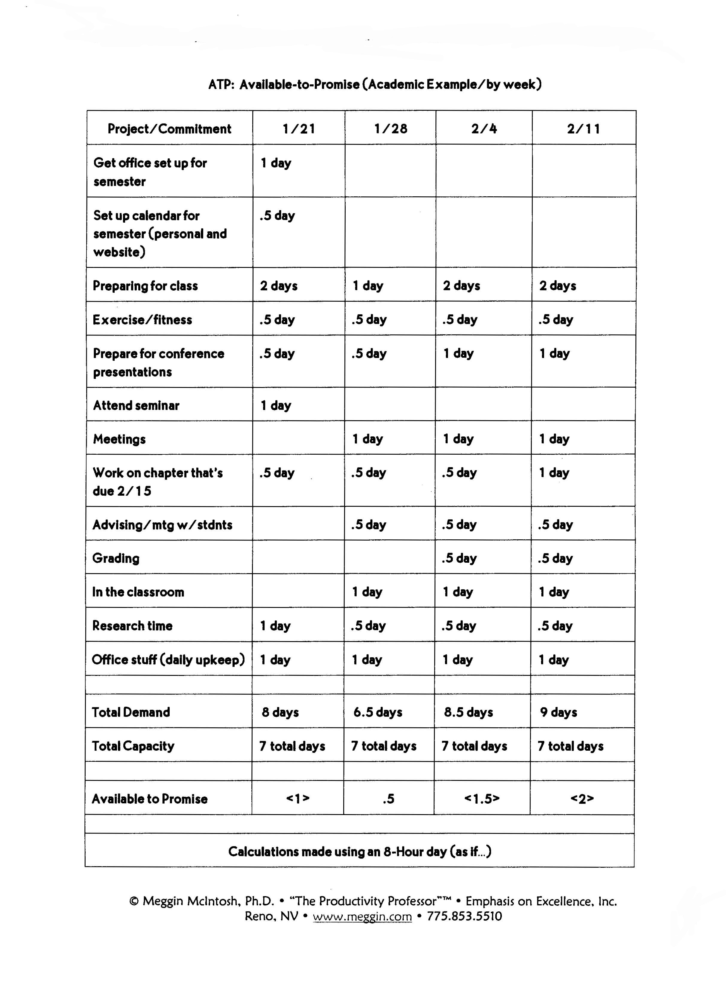 ATP: Available-to-Promise (Academic Example/by week)
Project/Commitment 1/21 1/28 2/4 2/11
Get office set up for 1 day
semester
Set up calendar for .5 day
semester (personal and
website)
Preparing for class 2 days 1 day 2 days 2 days
Exercise/fitness .5 day .5 day .5 day .5 day
Prepare for conference .5 day .5 day 1 day 1 day
presentations
Attend seminar 1 day
Meetings 1 day 1 day 1 day
Work on chapter that's .5 day .5 day .5 day 1 day
due 2/15
Advising/mtg w/stdnts .5 day .5 day .5 day
Grading .5 day .5 day
In the classroom 1 day 1 day 1 day
Research time 1 day .5 day .5 day .5 day
Office stuff (daily upkeep) 1 day 1 day 1 day 1 day
Total Demand 8 days 6.5 days 8.5 days 9 days
Total Capacity 7 total days 7 total days 7 total days 7 total days
Available to Promise <1> .5 <1.5> <2>
Calculations made using an 8-Hour day (as if...)
© Meggin McIntosh, Ph.D. • “The Productivity Professor”™ • Emphasis on Excellence, Inc.
Reno, NV • www.meggin.com • 775.853.5510